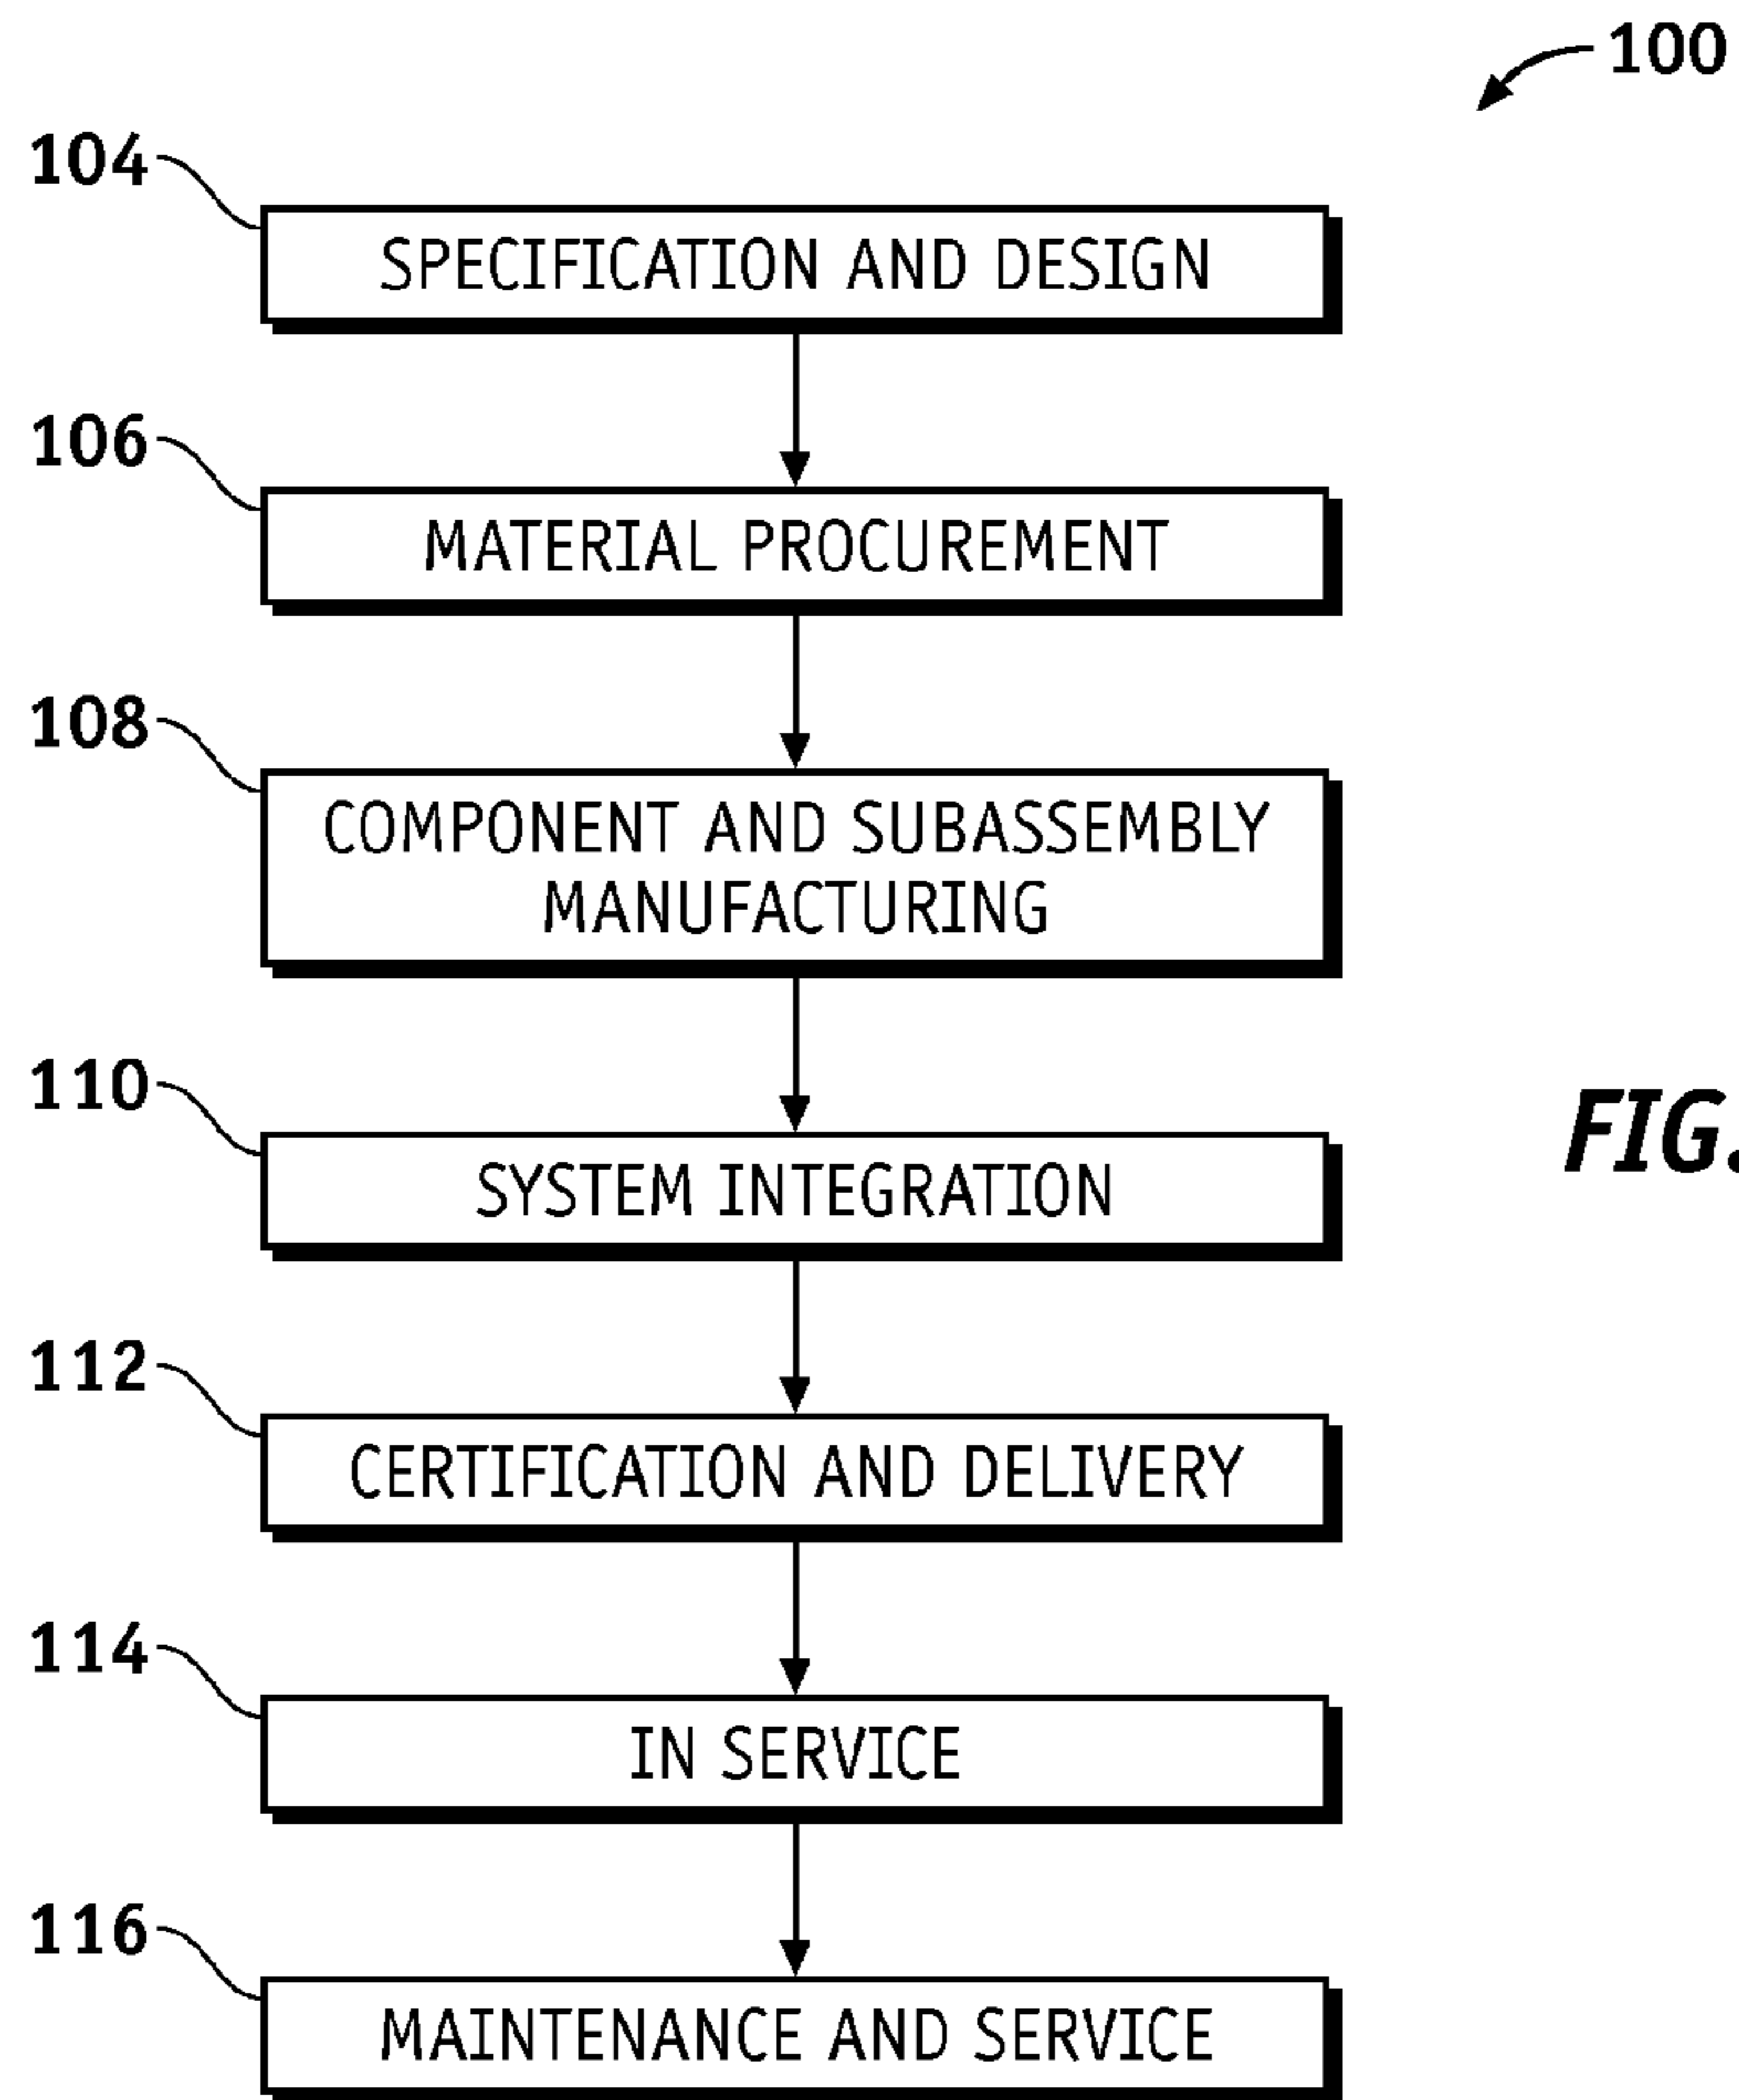 100
104
SPECIFICATION AND DESIGN
106
MATERIAL PROCUREMENT
108
COMPONENT AND SUBASSEMBLY
MANUFACTURING
110
SYSTEM INTEGRATION
FIG.
112
CERTIFICATION AND DELIVERY
114
IN SERVICE
116
MAINTENANCE AND SERVICE